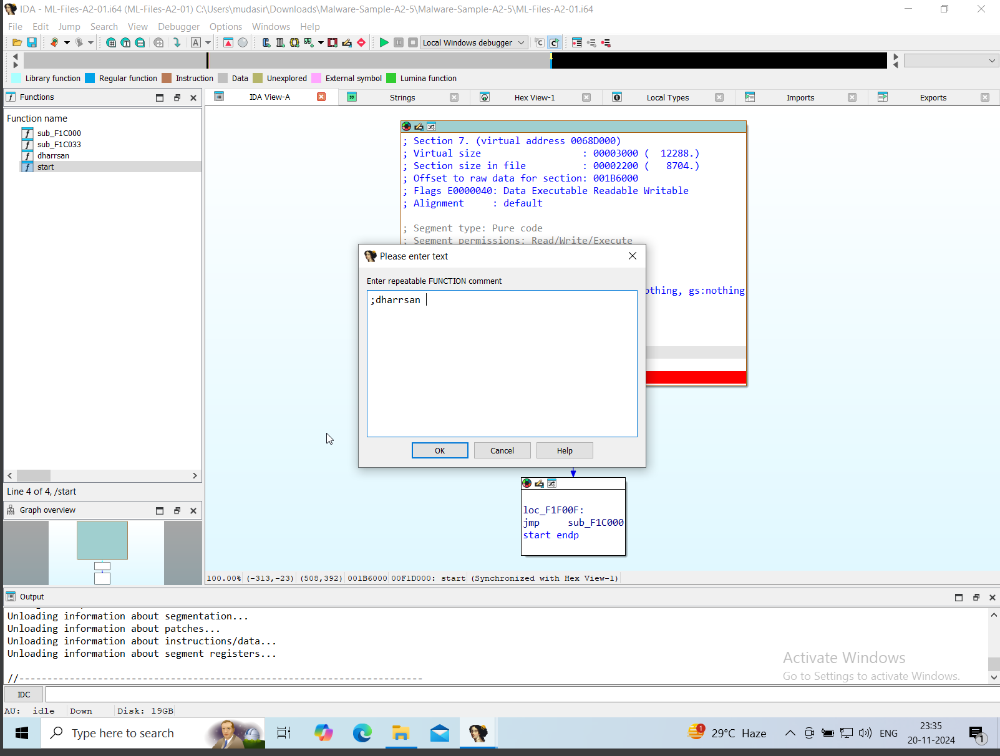 IDA - ML-Files-A2-01.i64 (ML-Files-A2-01) C:\Users\mudasir\Downloads\Malware-Sample-A2-5\Malware-Sample-A2-5\ML-Files-A2-01.i64
File Edit Jump Search View Debugger Options Windows Help
Local Windows debugger
Library function Regular function Instruction Data Unexplored External symbol Lumina function
Functions
IDA View-A Strings Hex View-1 Local Types Imports Exports
Function name
sub_F1C000
sub_F1C033
dharrsan
start
Line 4 of 4, /start
Graph overview
; Section 7. (virtual address 0068D000)
; Virtual size : 00003000 ( 12288.)
; Section size in file : 00002200 ( 8704.)
; Offset to raw data for section: 001B6000
; Flags E0000040: Data Executable Readable Writable
; Alignment : default
; Segment type: Pure code
; Segment permissions: Read/Write/Execute
othing, gs:nothing
Please enter text
Enter repeatable FUNCTION comment
;dharrsan
OK Cancel Help
loc_F1F00F:
jmp sub_F1C000
start endp
100.00% (-313,-23) (508,392) 001B6000 00F1D000: start (Synchronized with Hex View-1)
Output
Unloading information about segmentation...
Unloading information about patches...
Unloading information about instructions/data...
Unloading information about segment registers...
//------------------------------------------------------------------------
Activate Windows
Go to Settings to activate Windows.
IDC
AU: idle Down Disk: 19GB
Type here to search
1
29°C Haze
ENG
23:35
20-11-2024
1